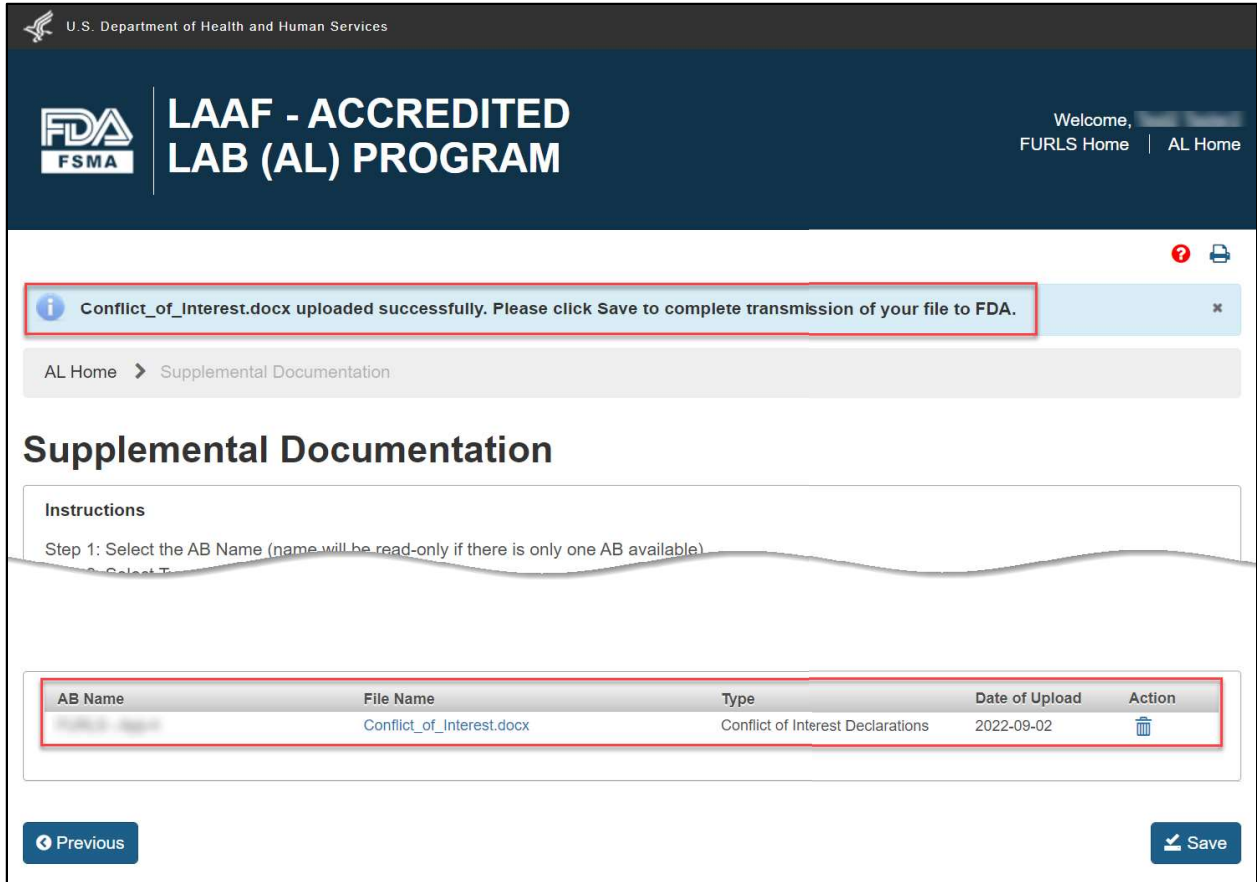 U.S. Department of Health and Human Services
FDA
FSMA
LAAF - ACCREDITED
LAB (AL) PROGRAM
Welcome,
FURLS Home | AL Home
Conflict_of_Interest.docx uploaded successfully. Please click Save to complete transmission of your file to FDA.
AL Home > Supplemental Documentation
Supplemental Documentation
Instructions
Step 1: Select the AB Name (name will be read-only if there is only one AB available)
AB Name File Name Type Date of Upload Action
Conflict_of_Interest.docx Conflict of Interest Declarations 2022-09-02
Previous
Save